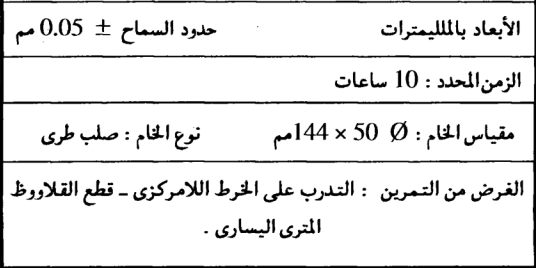 الأبعاد بالملليمترات حدود السماح ± 0.05 مم
الزمن المحدد : 10 ساعات
مقياس الخام : Ø 50 × 144مم نوع الخام : صلب طرى
الغرض من التمرين : التدرب على الخرط اللامركزى ـ قطع القلاووظ
المترى اليسارى .